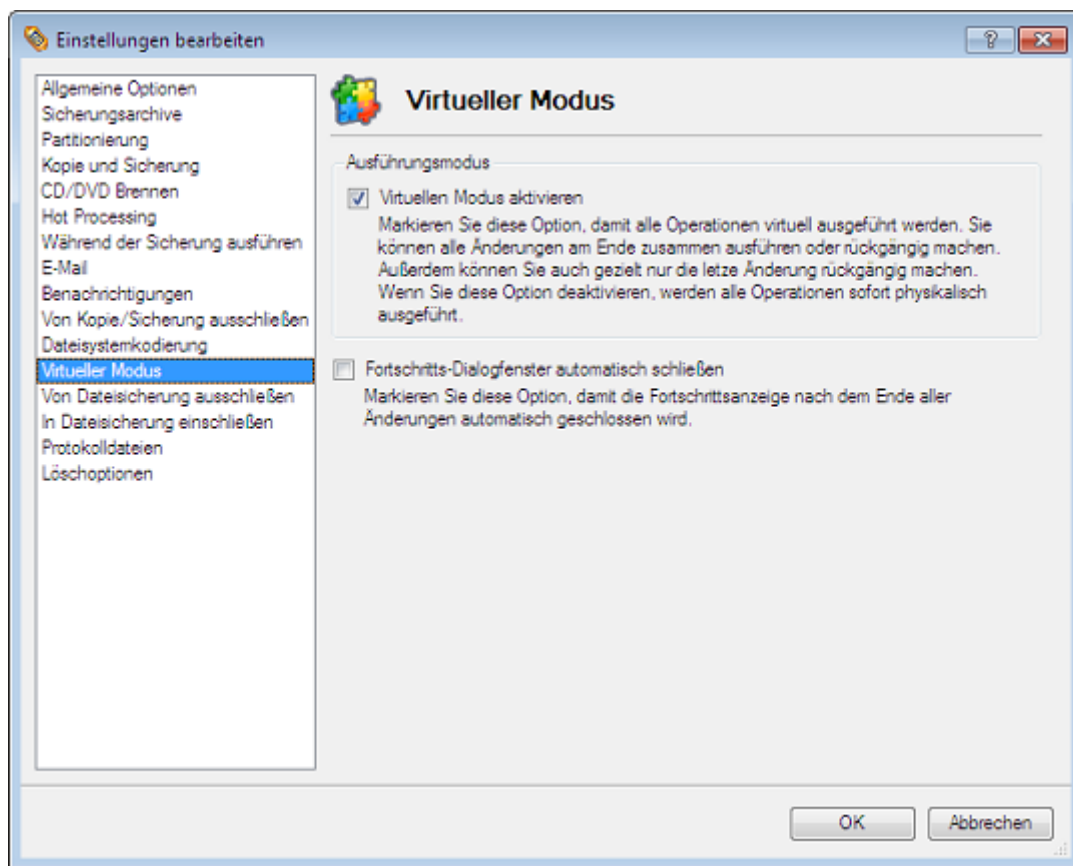 Einstellungen bearbeiten
Allgemeine Optionen
Sicherungsarchive
Partitionierung
Kopie und Sicherung
CD/DVD Brennen
Hot Processing
Während der Sicherung ausführen
E-Mail
Benachrichtigungen
Von Kopie/Sicherung ausschließen
Dateisystemkodierung
Virtueller Modus
Von Dateisicherung ausschließen
In Dateisicherung einschließen
Protokolldateien
Löschoptionen
Virtueller Modus
Ausführungsmodus
Virtuellen Modus aktivieren
Markieren Sie diese Option, damit alle Operationen virtuell ausgeführt werden. Sie
können alle Änderungen am Ende zusammen ausführen oder rückgängig machen.
Außerdem können Sie auch gezielt nur die letze Änderung rückgängig machen.
Wenn Sie diese Option deaktivieren, werden alle Operationen sofort physikalisch
ausgeführt.
Fortschritts-Dialogfenster automatisch schließen
Markieren Sie diese Option, damit die Fortschrittsanzeige nach dem Ende aller
Änderungen automatisch geschlossen wird.
OK
Abbrechen